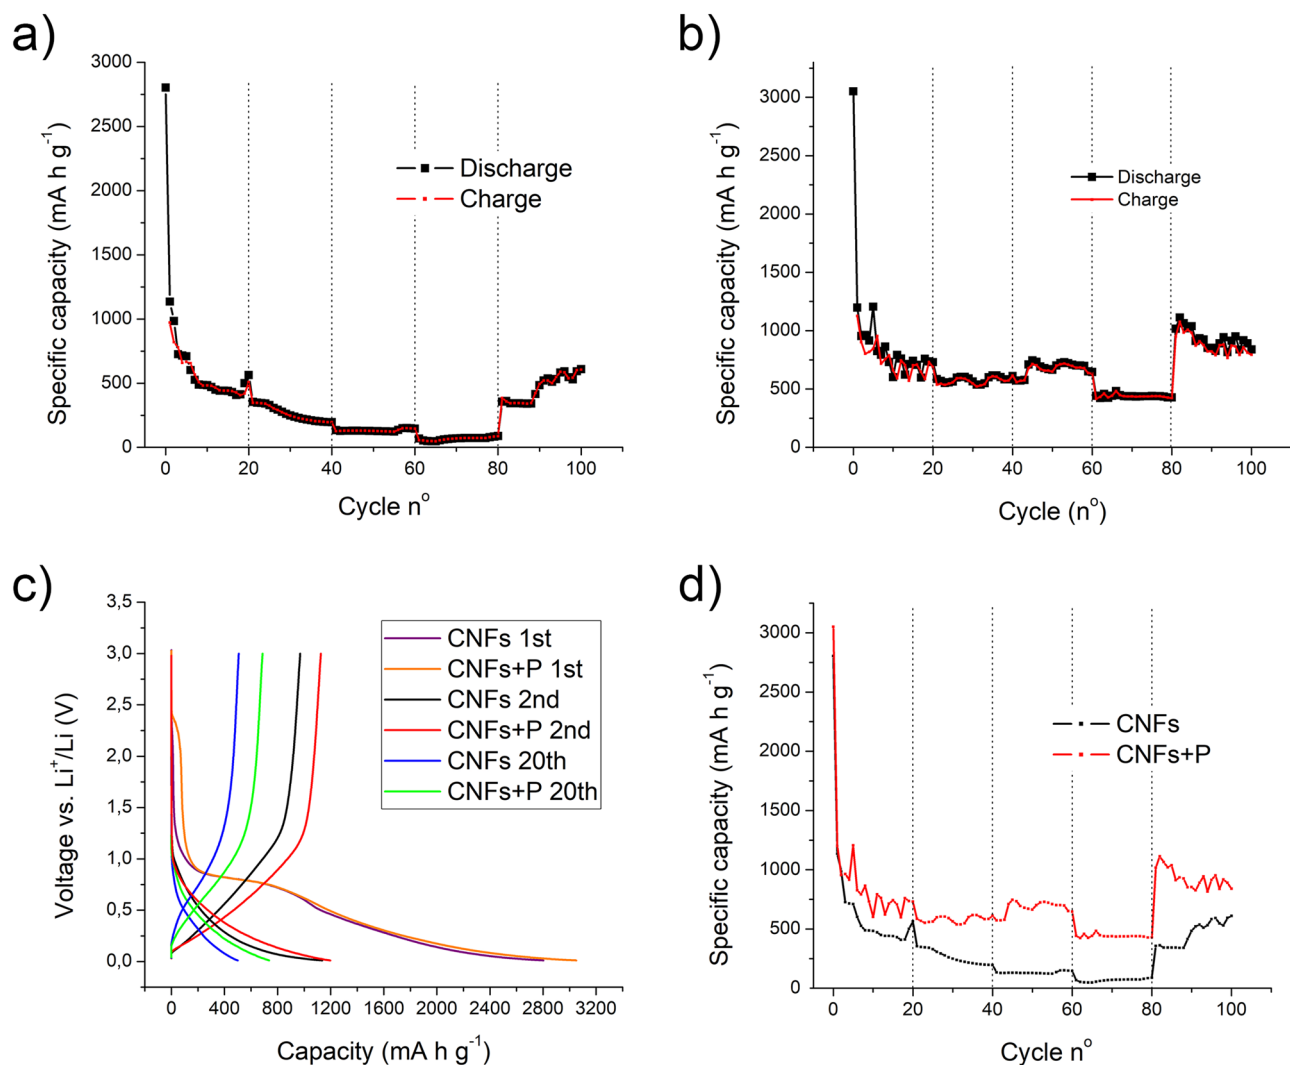 a)
3000
2500
2000
1500
1000
500
0
0 20 40 60 80 100
Specific capacity (mA h g⁻¹)
Cycle nº
Discharge
Charge
b)
3000
2500
2000
1500
1000
500
0
0 20 40 60 80 100
Specific capacity (mA h g⁻¹)
Cycle (nº)
Discharge
Charge
c)
3,5
3,0
2,5
2,0
1,5
1,0
0,5
0,0
0 400 800 1200 1600 2000 2400 2800 3200
Voltage vs. Li⁺/Li (V)
Capacity (mA h g⁻¹)
CNFs 1st
CNFs+P 1st
CNFs 2nd
CNFs+P 2nd
CNFs 20th
CNFs+P 20th
d)
3000
2500
2000
1500
1000
500
0
0 20 40 60 80 100
Specific capacity (mA h g⁻¹)
Cycle nº
CNFs
CNFs+P